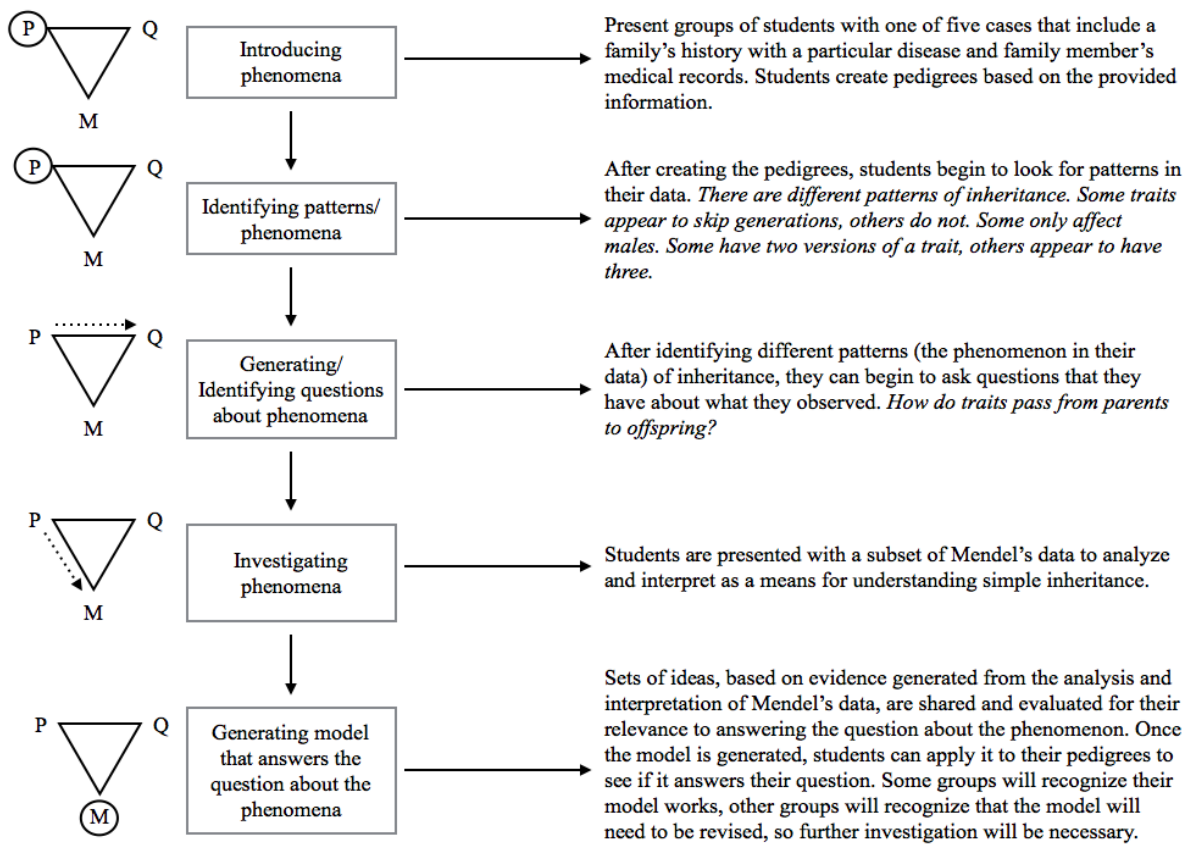 P
Q
M
Introducing
phenomena
Present groups of students with one of five cases that include a
family's history with a particular disease and family member's
medical records. Students create pedigrees based on the provided
information.
P
Q
M
Identifying patterns/
phenomena
After creating the pedigrees, students begin to look for patterns in
their data. There are different patterns of inheritance. Some traits
appear to skip generations, others do not. Some only affect
males. Some have two versions of a trait, others appear to have
three.
P
Q
M
Generating/
Identifying questions
about phenomena
After identifying different patterns (the phenomenon in their
data) of inheritance, they can begin to ask questions that they
have about what they observed. How do traits pass from parents
to offspring?
P
Q
M
Investigating
phenomena
Students are presented with a subset of Mendel's data to analyze
and interpret as a means for understanding simple inheritance.
P
Q
M
Generating model
that answers the
question about the
phenomena
Sets of ideas, based on evidence generated from the analysis and
interpretation of Mendel's data, are shared and evaluated for their
relevance to answering the question about the phenomenon. Once
the model is generated, students can apply it to their pedigrees to
see if it answers their question. Some groups will recognize their
model works, other groups will recognize that the model will
need to be revised, so further investigation will be necessary.